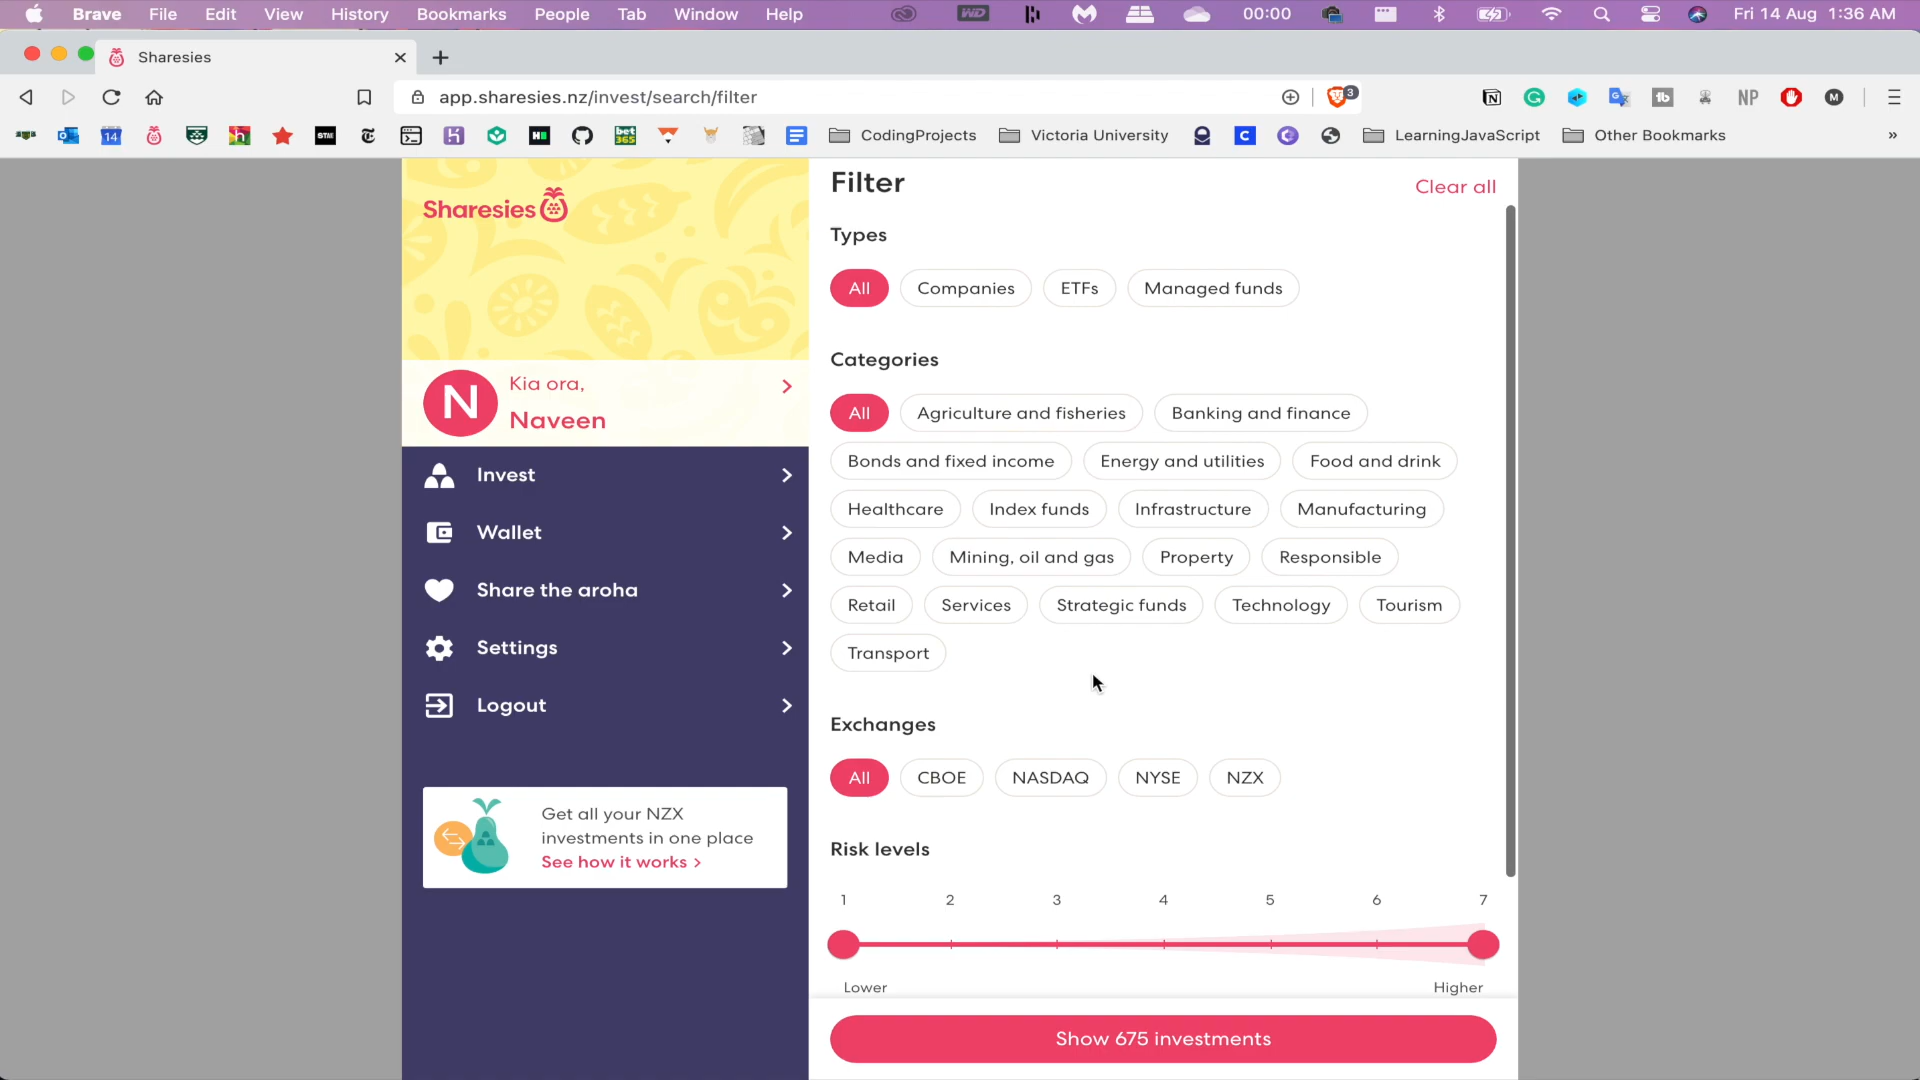 Brave File Edit View History Bookmarks People Tab Window Help WD 00:00 Fri 14 Aug 1:36 AM
Sharesies
app.sharesies.nz/invest/search/filter 3 NP M
14 CodingProjects Victoria University LearningJavaScript Other Bookmarks »
Sharesies
N
Kia ora,
Naveen
Invest
Wallet
Share the aroha
Settings
Logout
Get all your NZX
investments in one place
See how it works >
Filter
Clear all
Types
All Companies ETFs Managed funds
Categories
All Agriculture and fisheries Banking and finance
Bonds and fixed income Energy and utilities Food and drink
Healthcare Index funds Infrastructure Manufacturing
Media Mining, oil and gas Property Responsible
Retail Services Strategic funds Technology Tourism
Transport
Exchanges
All CBOE NASDAQ NYSE NZX
Risk levels
1 2 3 4 5 6 7
Lower Higher
Show 675 investments